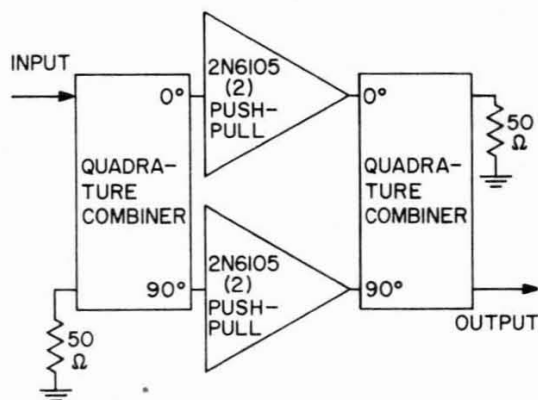 INPUT
2N6105
(2)
PUSH-
PULL
0°
0°
50
Ω
QUADRA-
TURE
COMBINER
QUADRA-
TURE
COMBINER
2N6105
(2)
PUSH-
PULL
90°
90°
50
Ω
OUTPUT